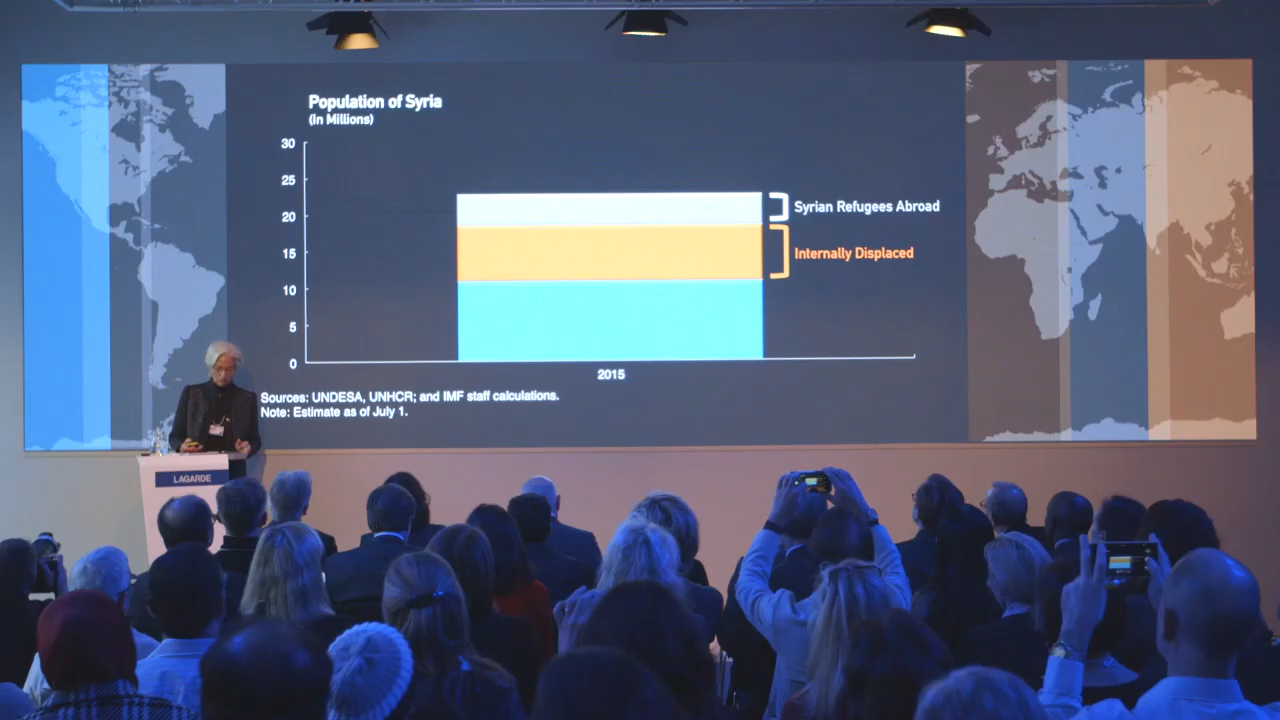 Population of Syria
(In Millions)
30
25
20
15
10
5
0
Syrian Refugees Abroad
Internally Displaced
2015
Sources: UNDESA, UNHCR; and IMF staff calculations.
Note: Estimate as of July 1.
LAGARDE